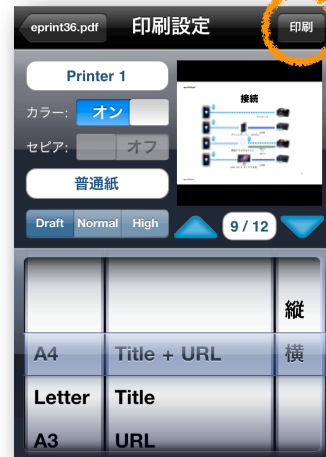 eprint36.pdf 印刷設定 印刷
Printer 1
カラー: オン
セピア: オフ
普通紙
Draft Normal High
接続
9 / 12
縦
A4 Title + URL 横
Letter Title
A3 URL